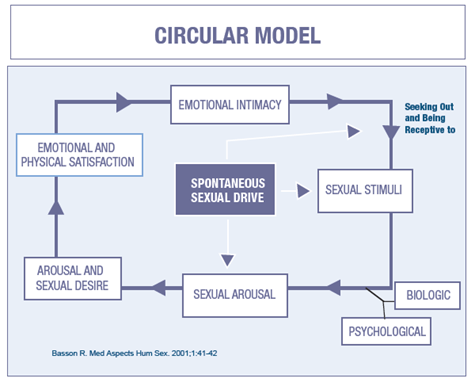 CIRCULAR MODEL
EMOTIONAL INTIMACY
Seeking Out
and Being
Receptive to
EMOTIONAL AND
PHYSICAL SATISFACTION
SPONTANEOUS
SEXUAL DRIVE
SEXUAL STIMULI
AROUSAL AND
SEXUAL DESIRE
SEXUAL AROUSAL
BIOLOGIC
PSYCHOLOGICAL
Basson R. Med Aspects Hum Sex. 2001;1:41-42